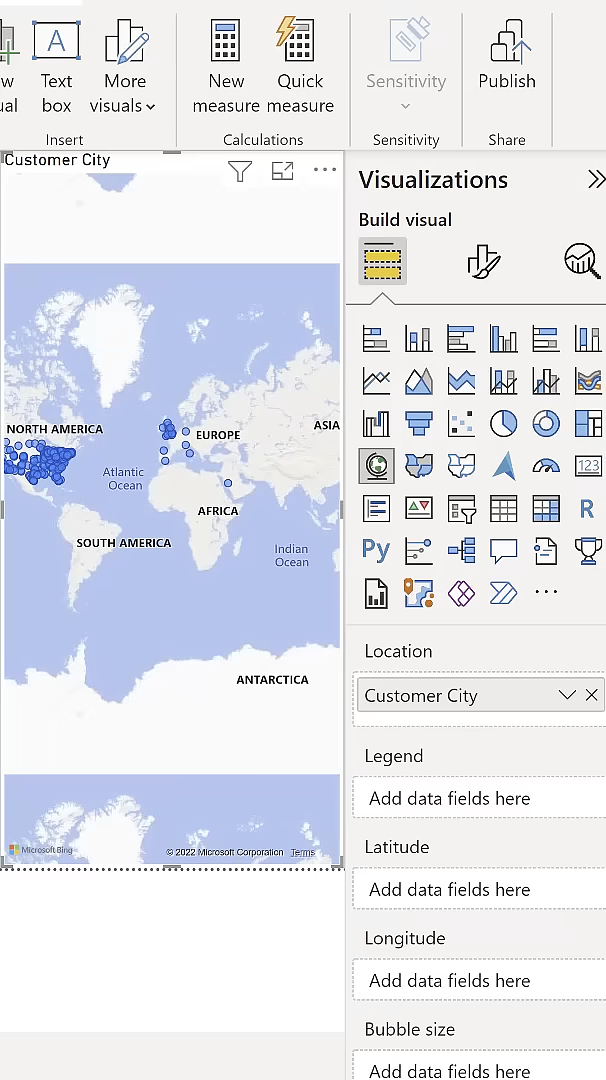 w
ual
Text
box
More
visuals
New
measure
Quick
measure
Sensitivity
Publish
Insert
Calculations
Sensitivity
Share
Customer City
Visualizations
Build visual
NORTH AMERICA
EUROPE
ASIA
Atlantic
Ocean
AFRICA
SOUTH AMERICA
Indian
Ocean
ANTARCTICA
Microsoft Bing
© 2022 Microsoft Corporation Terms
A
123
R
Py
Location
Customer City
Legend
Add data fields here
Latitude
Add data fields here
Longitude
Add data fields here
Bubble size
Add data fields here